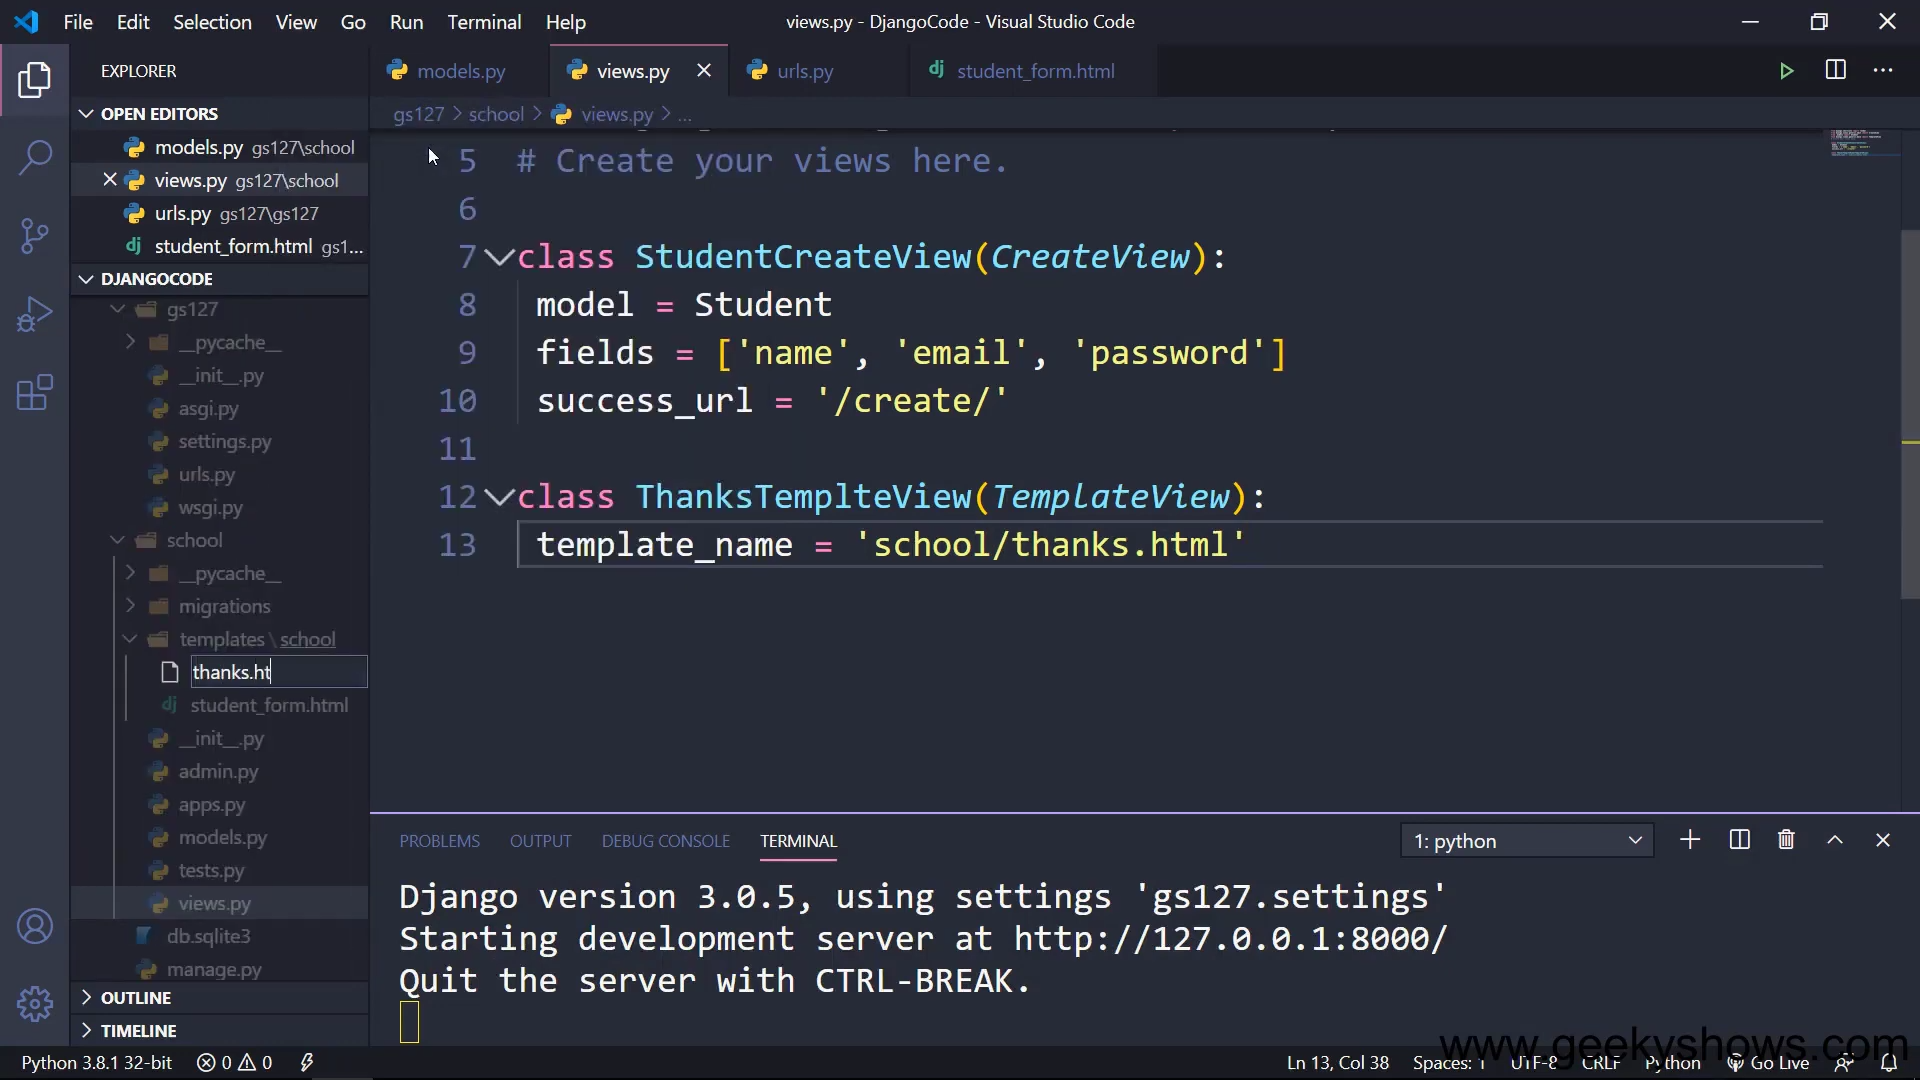 File Edit Selection View Go Run Terminal Help
views.py - DjangoCode - Visual Studio Code
EXPLORER
OPEN EDITORS
models.py gs127\school
views.py gs127\school
urls.py gs127\gs127
student_form.html gs1...
DJANGOCODE
gs127
__pycache__
__init__.py
asgi.py
settings.py
urls.py
wsgi.py
school
__pycache__
migrations
templates \ school
thanks.ht
student_form.html
__init__.py
admin.py
apps.py
models.py
tests.py
views.py
db.sqlite3
manage.py
OUTLINE
TIMELINE
models.py views.py urls.py student_form.html
gs127 > school > views.py > ...
5 # Create your views here.
6
7 class StudentCreateView(CreateView):
8 model = Student
9 fields = ['name', 'email', 'password']
10 success_url = '/create/'
11
12 class ThanksTemplteView(TemplateView):
13 template_name = 'school/thanks.html'
PROBLEMS OUTPUT DEBUG CONSOLE TERMINAL
1: python
Django version 3.0.5, using settings 'gs127.settings'
Starting development server at http://127.0.0.1:8000/
Quit the server with CTRL-BREAK.
www.geekyshows.com
Python 3.8.1 32-bit 0 0
Ln 13, Col 38 Spaces: 1 UTF-8 CRLF Python Go Live